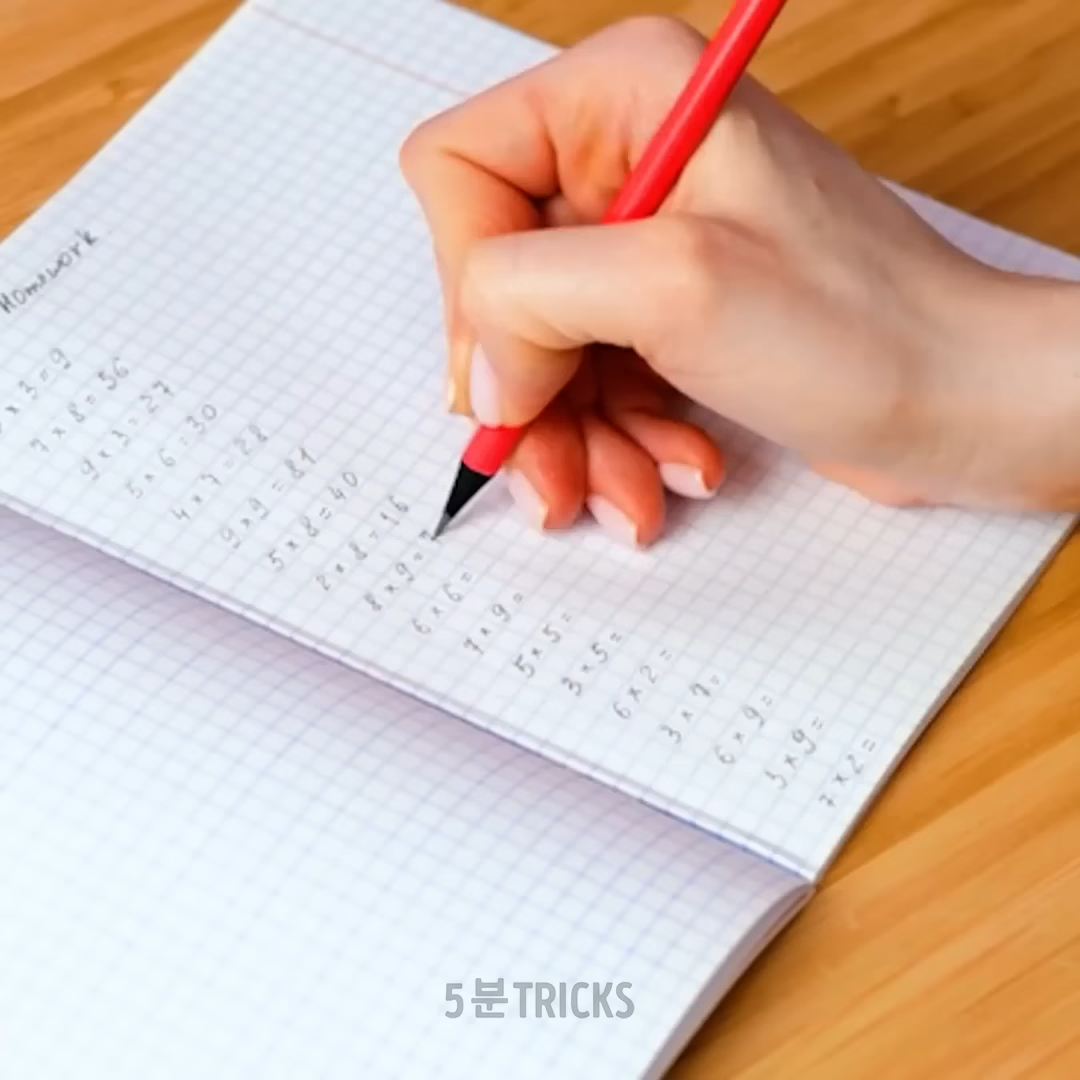 Homework
x 3 = 9
7 x 8 = 56
9 x 3 = 27
5 x 6 = 30
4 x 7 = 28
9 x 9 = 81
5 x 8 = 40
2 x 8 = 16
8 x 9 = 7
6 x 6 =
7 x 9 =
5 x 5 =
3 x 5 =
6 x 2 =
3 x 7 =
6 x 9 =
3 x 9 =
7 x 2 =
5분TRICKS